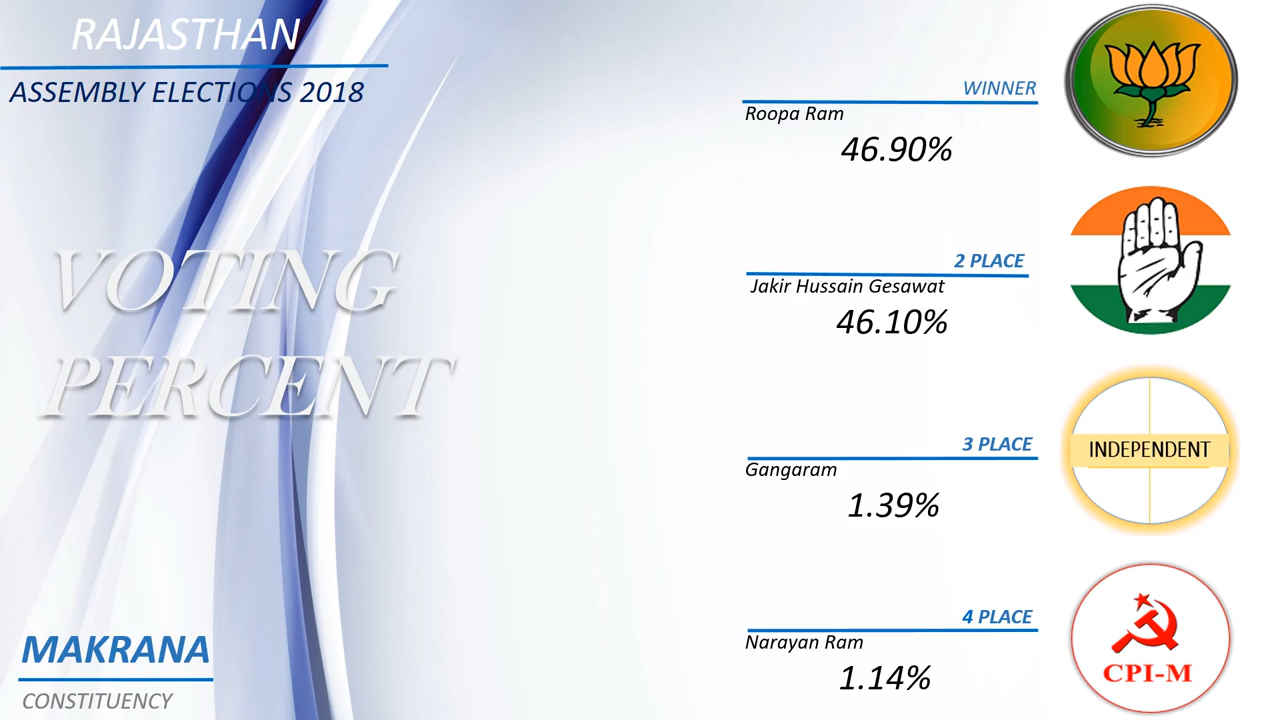 RAJASTHAN
ASSEMBLY ELECTIONS 2018
VOTING
PERCENT
MAKRANA
CONSTITUENCY
WINNER
Roopa Ram
46.90%
2 PLACE
Jakir Hussain Gesawat
46.10%
3 PLACE
Gangaram
1.39%
INDEPENDENT
4 PLACE
Narayan Ram
1.14%
CPI-M